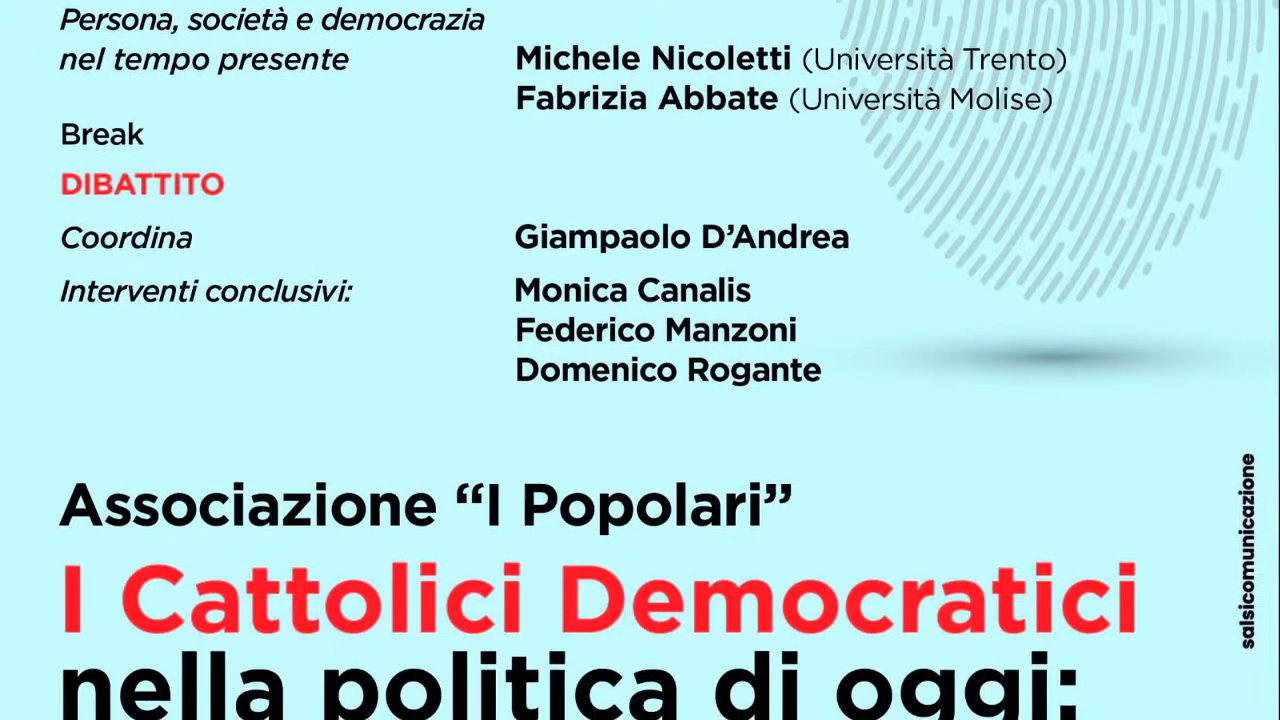 Persona, società e democrazia
nel tempo presente
Michele Nicoletti (Università Trento)
Fabrizia Abbate (Università Molise)
Break
DIBATTITO
Coordina
Giampaolo D’Andrea
Interventi conclusivi:
Monica Canalis
Federico Manzoni
Domenico Rogante
Associazione “I Popolari”
I Cattolici Democratici
nella politica di oggi:
salsicomunicazione